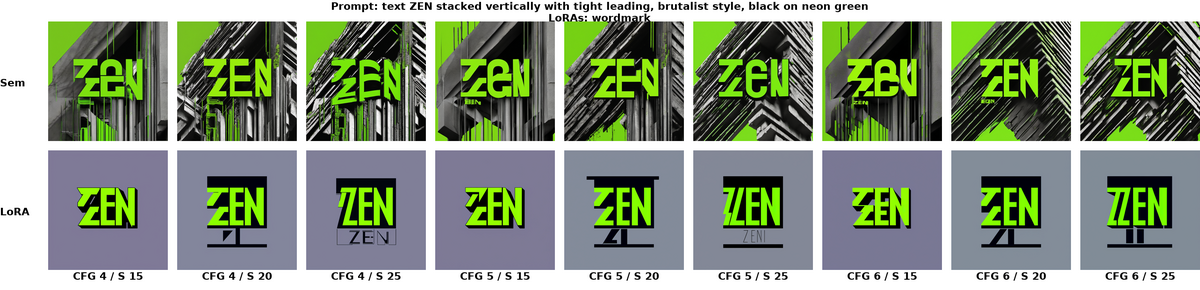 Prompt: text ZEN stacked vertically with tight leading, brutalist style, black on neon green
LoRAs: wordmark
Sem
ZEN ZEN ZEN ZEN ZEN ZEN ZEN ZEN ZEN
LoRA
ZEN ZEN ZEN ZEN ZEN ZEN ZEN ZEN ZEN
ZEN ZENI
CFG 4 / S 15 CFG 4 / S 20 CFG 4 / S 25 CFG 5 / S 15 CFG 5 / S 20 CFG 5 / S 25 CFG 6 / S 15 CFG 6 / S 20 CFG 6 / S 25